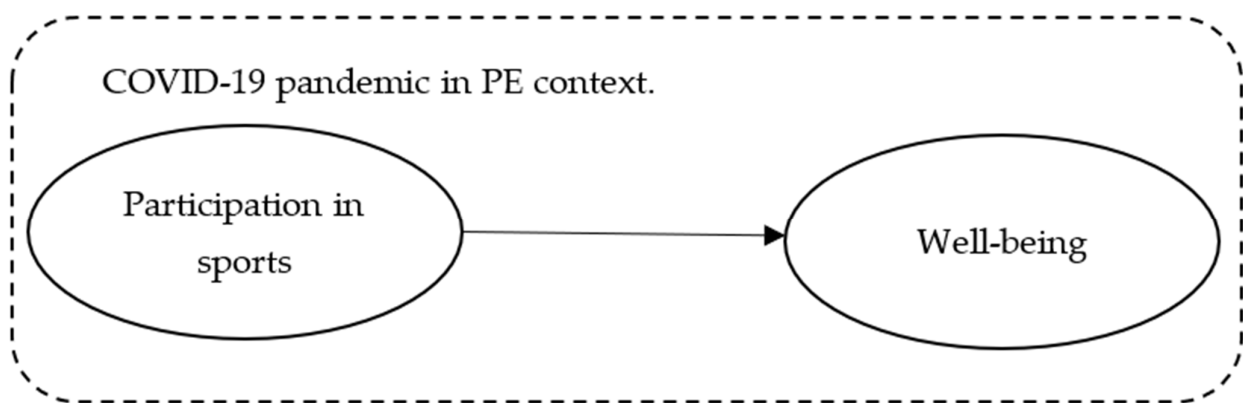 COVID-19 pandemic in PE context.
Participation in
sports
Well-being